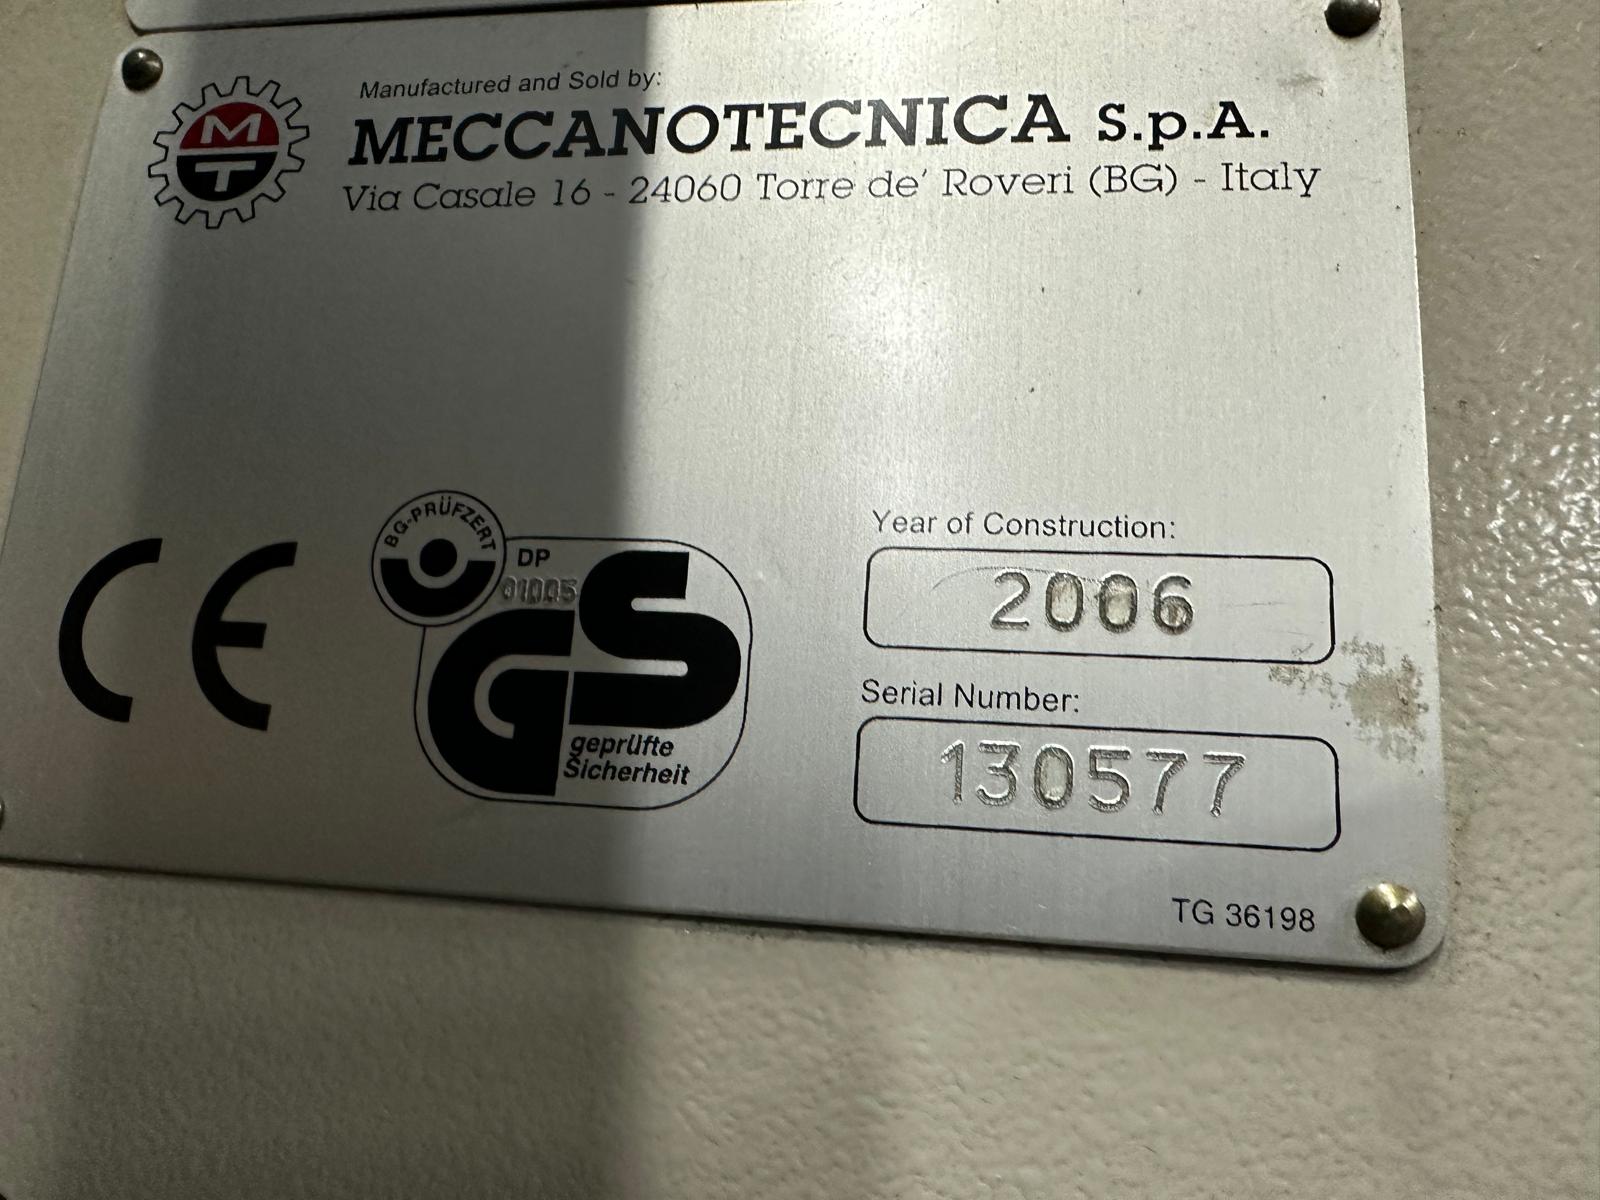 MT
Manufactured and Sold by:
MECCANOTECNICA S.p.A.
Via Casale 16 - 24060 Torre de' Roveri (BG) - Italy
CE
BG-PRÜFZERT
DP
01005
GS
geprüfte
Sicherheit
Year of Construction:
2006
Serial Number:
130577
TG 36198